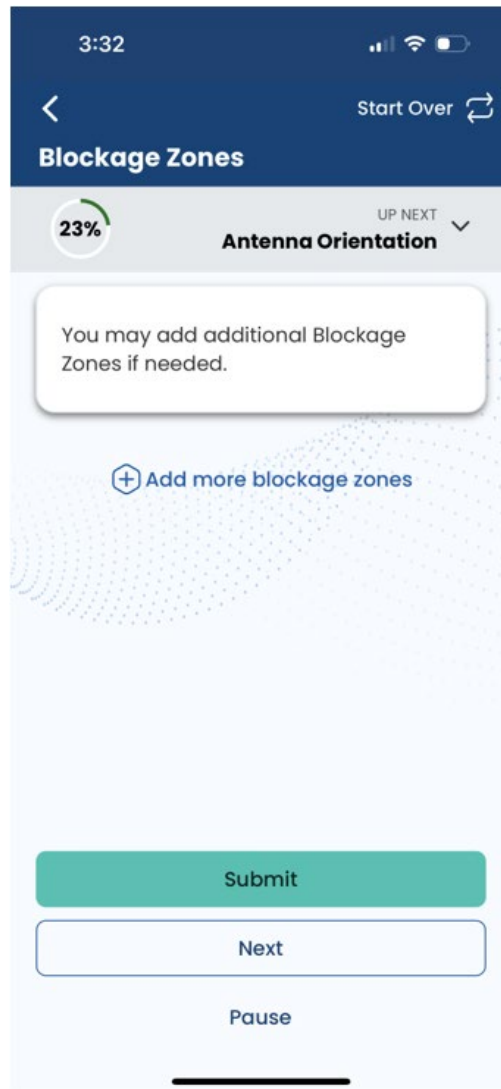 3:32
Start Over
Blockage Zones
23%
UP NEXT
Antenna Orientation
You may add additional Blockage
Zones if needed.
Add more blockage zones
Submit
Next
Pause